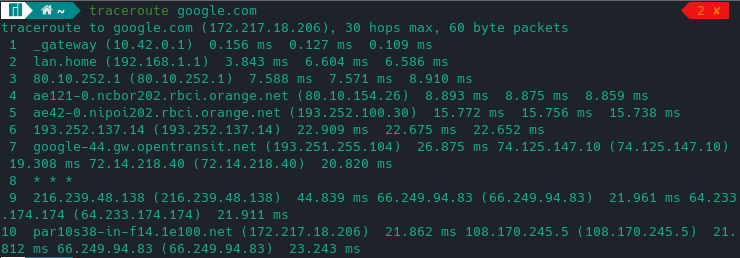 ~ traceroute google.com 2 ✘
traceroute to google.com (172.217.18.206), 30 hops max, 60 byte packets
1 _gateway (10.42.0.1) 0.156 ms 0.127 ms 0.109 ms
2 lan.home (192.168.1.1) 3.843 ms 6.604 ms 6.586 ms
3 80.10.252.1 (80.10.252.1) 7.588 ms 7.571 ms 8.910 ms
4 ae121-0.ncbor202.rbci.orange.net (80.10.154.26) 8.893 ms 8.875 ms 8.859 ms
5 ae42-0.nipoi202.rbci.orange.net (193.252.100.30) 15.772 ms 15.756 ms 15.738 ms
6 193.252.137.14 (193.252.137.14) 22.909 ms 22.675 ms 22.652 ms
7 google-44.gw.opentransit.net (193.251.255.104) 26.875 ms 74.125.147.10 (74.125.147.10)
19.308 ms 72.14.218.40 (72.14.218.40) 20.820 ms
8 * * *
9 216.239.48.138 (216.239.48.138) 44.839 ms 66.249.94.83 (66.249.94.83) 21.961 ms 64.233
.174.174 (64.233.174.174) 21.911 ms
10 par10s38-in-f14.1e100.net (172.217.18.206) 21.862 ms 108.170.245.5 (108.170.245.5) 21.
812 ms 66.249.94.83 (66.249.94.83) 23.243 ms